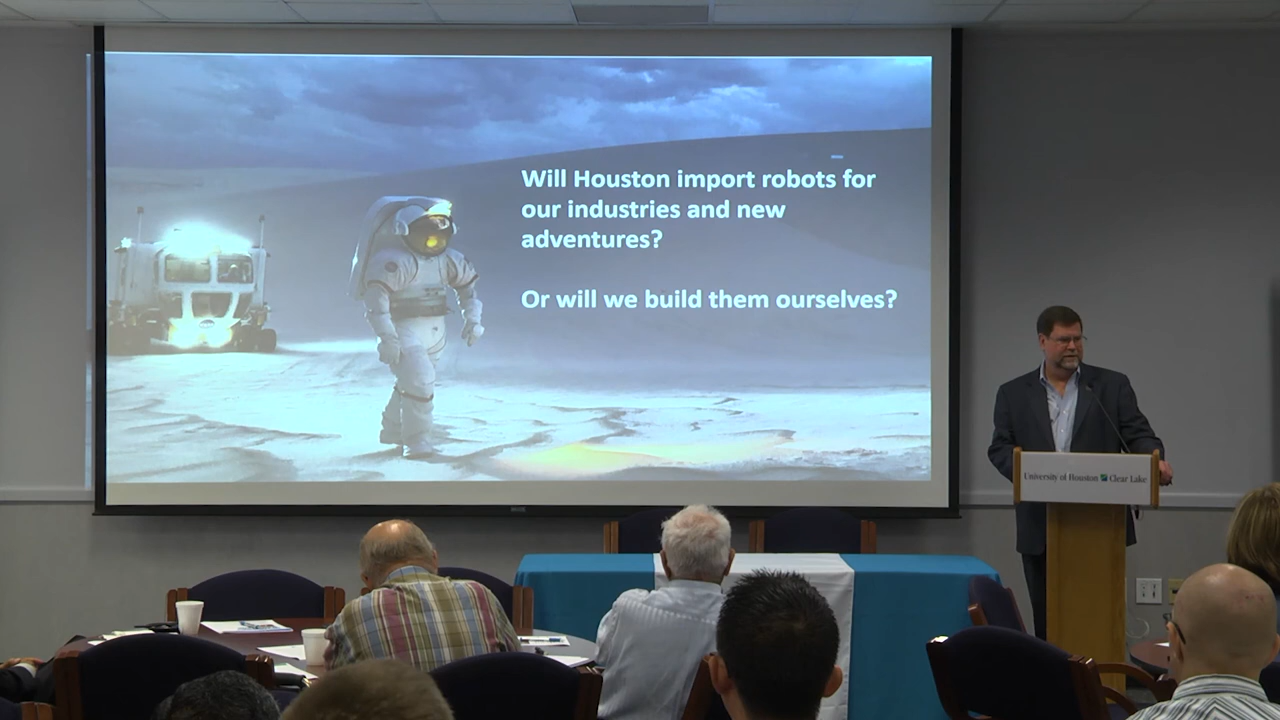 Will Houston import robots for
our industries and new
adventures?
Or will we build them ourselves?
University of Houston Clear Lake